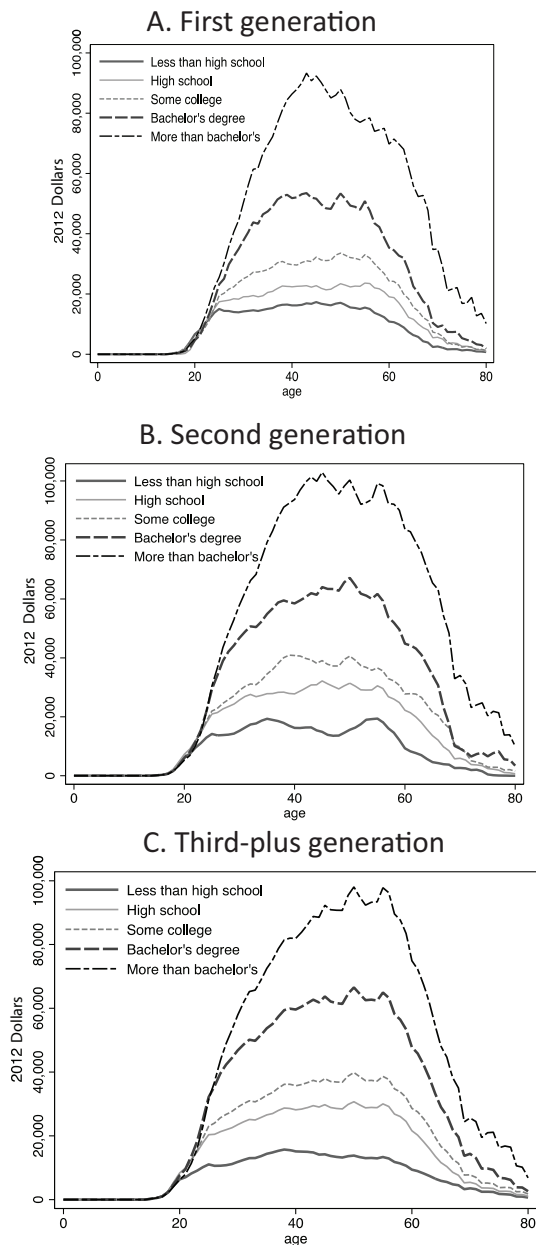 A. First generation
100,000
80,000
60,000
40,000
20,000
0
2012 Dollars
Less than high school
High school
Some college
Bachelor's degree
More than bachelor's
0 20 40 60 80
age
B. Second generation
100,000
80,000
60,000
40,000
20,000
0
2012 Dollars
Less than high school
High school
Some college
Bachelor's degree
More than bachelor's
0 20 40 60 80
age
C. Third-plus generation
100,000
80,000
60,000
40,000
20,000
0
2012 Dollars
Less than high school
High school
Some college
Bachelor's degree
More than bachelor's
0 20 40 60 80
age